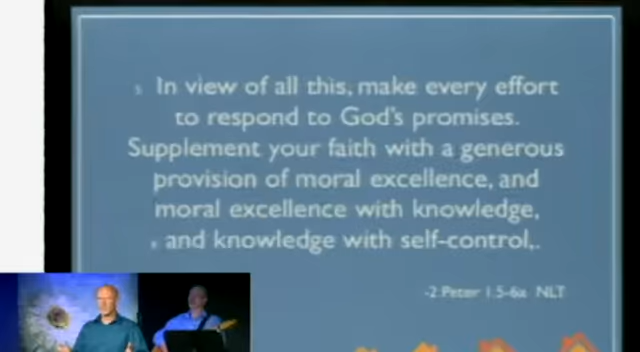 5 In view of all this, make every effort
to respond to God's promises.
Supplement your faith with a generous
provision of moral excellence, and
moral excellence with knowledge,
and knowledge with self-control,.
-2 Peter 1.5-6a NLT